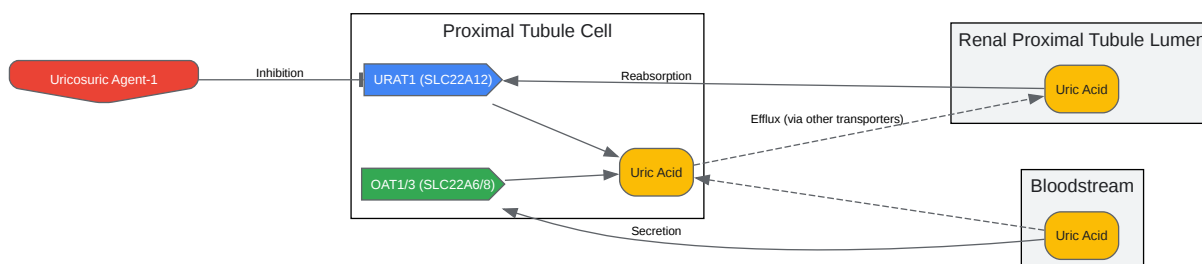 Proximal Tubule Cell
Renal Proximal Tubule Lumen
Uricosuric Agent-1
Inhibition
URAT1 (SLC22A12)
Reabsorption
Uric Acid
Efflux (via other transporters)
OAT1/3 (SLC22A6/8)
Uric Acid
Bloodstream
Secretion
Uric Acid